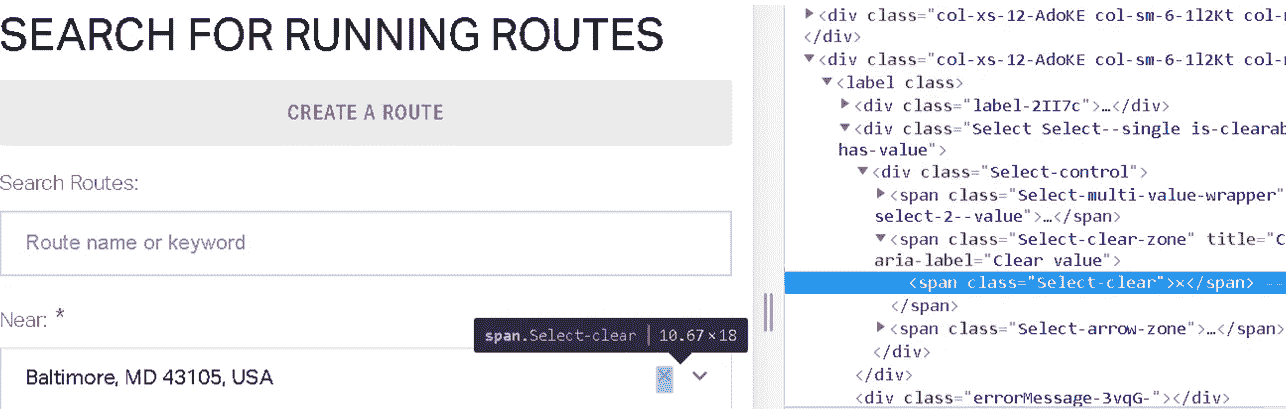 SEARCH FOR RUNNING ROUTES
CREATE A ROUTE
Search Routes:
Route name or keyword
Near: *
span.Select-clear | 10.67×18
Baltimore, MD 43105, USA
×
<div class="col-xs-12-AdoKE col-sm-6-1l2Kt col-
</div>
<div class="col-xs-12-AdoKE col-sm-6-1l2Kt col-
<label class>
<div class="label-2II7c">…</div>
<div class="Select Select--single is-clearab
has-value">
<div class="Select-control">
<span class="Select-multi-value-wrapper"
select-2--value">…</span>
<span class="Select-clear-zone" title="C
aria-label="Clear value">
<span class="Select-clear">×</span>
</span>
<span class="Select-arrow-zone">…</span>
</div>
</div>
<div class="errorMessage-3vqG-"></div>